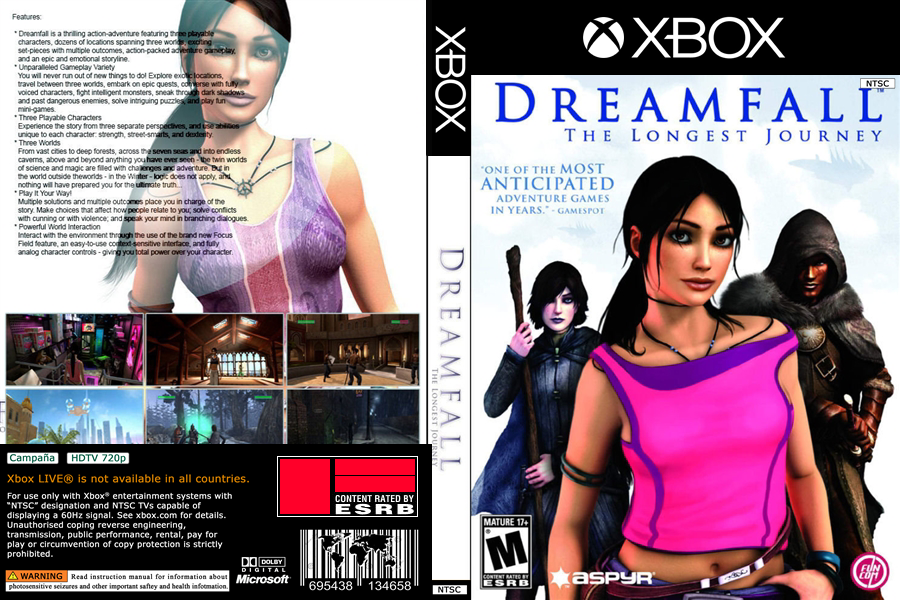 Features:
* Dreamfall is a thrilling action-adventure featuring three playable
characters, dozens of locations spanning three worlds, exciting
set-pieces with multiple outcomes, action-packed adventure gameplay,
and an epic and emotional storyline.
* Unparalleled Gameplay Variety
You will never run out of new things to do! Explore exotic locations,
travel between three worlds, embark on epic quests, converse with fully
voiced characters, fight intelligent monsters, sneak through dark shadows
and past dangerous enemies, solve intriguing puzzles, and play fun
mini-games.
* Three Playable Characters
Experience the story from three separate perspectives, and use abilities
unique to each character: strength, street-smarts, and dexterity.
* Three Worlds
From vast cities to deep forests, across the seven seas and into endless
caverns, above and beyond anything you have ever seen - the twin worlds
of science and magic are filled with challenges and adventure. But in
the world outside theworlds - in the Winter - logic does not apply, and
nothing will have prepared you for the ultimate truth...
* Play It Your Way!
Multiple solutions and multiple outcomes place you in charge of the
story. Make choices that affect how people relate to you; solve conflicts
with cunning or with violence; and speak your mind in branching dialogues.
* Powerful World Interaction
Interact with the environment through the use of the brand new Focus
Field feature, an easy-to-use context-sensitive interface, and fully
analog character controls - giving you total power over your character.
Campaña HDTV 720p
Xbox LIVE® is not available in all countries.
For use only with Xbox® entertainment systems with
“NTSC” designation and NTSC TVs capable of
displaying a 60Hz signal. See xbox.com for details.
Unauthorised coping reverse engineering,
transmission, public performance, rental, pay for
play or circumvention of copy protection is strictly
prohibited.
WARNING Read instruction manual for information about
photosensitive seizures and other important saftey and health infotmation.
CONTENT RATED BY
ESRB
DOLBY
DIGITAL
Microsoft
695438 134658
XBOX
DREAMFALL
THE LONGEST JOURNEY
NTSC
XBOX
NTSC
DREAMFALL™
THE LONGEST JOURNEY
"ONE OF THE MOST
ANTICIPATED
ADVENTURE GAMES
IN YEARS." - GAMESPOT
MATURE 17+
M
CONTENT RATED BY
ESRB
ASPYR
FUNCOM